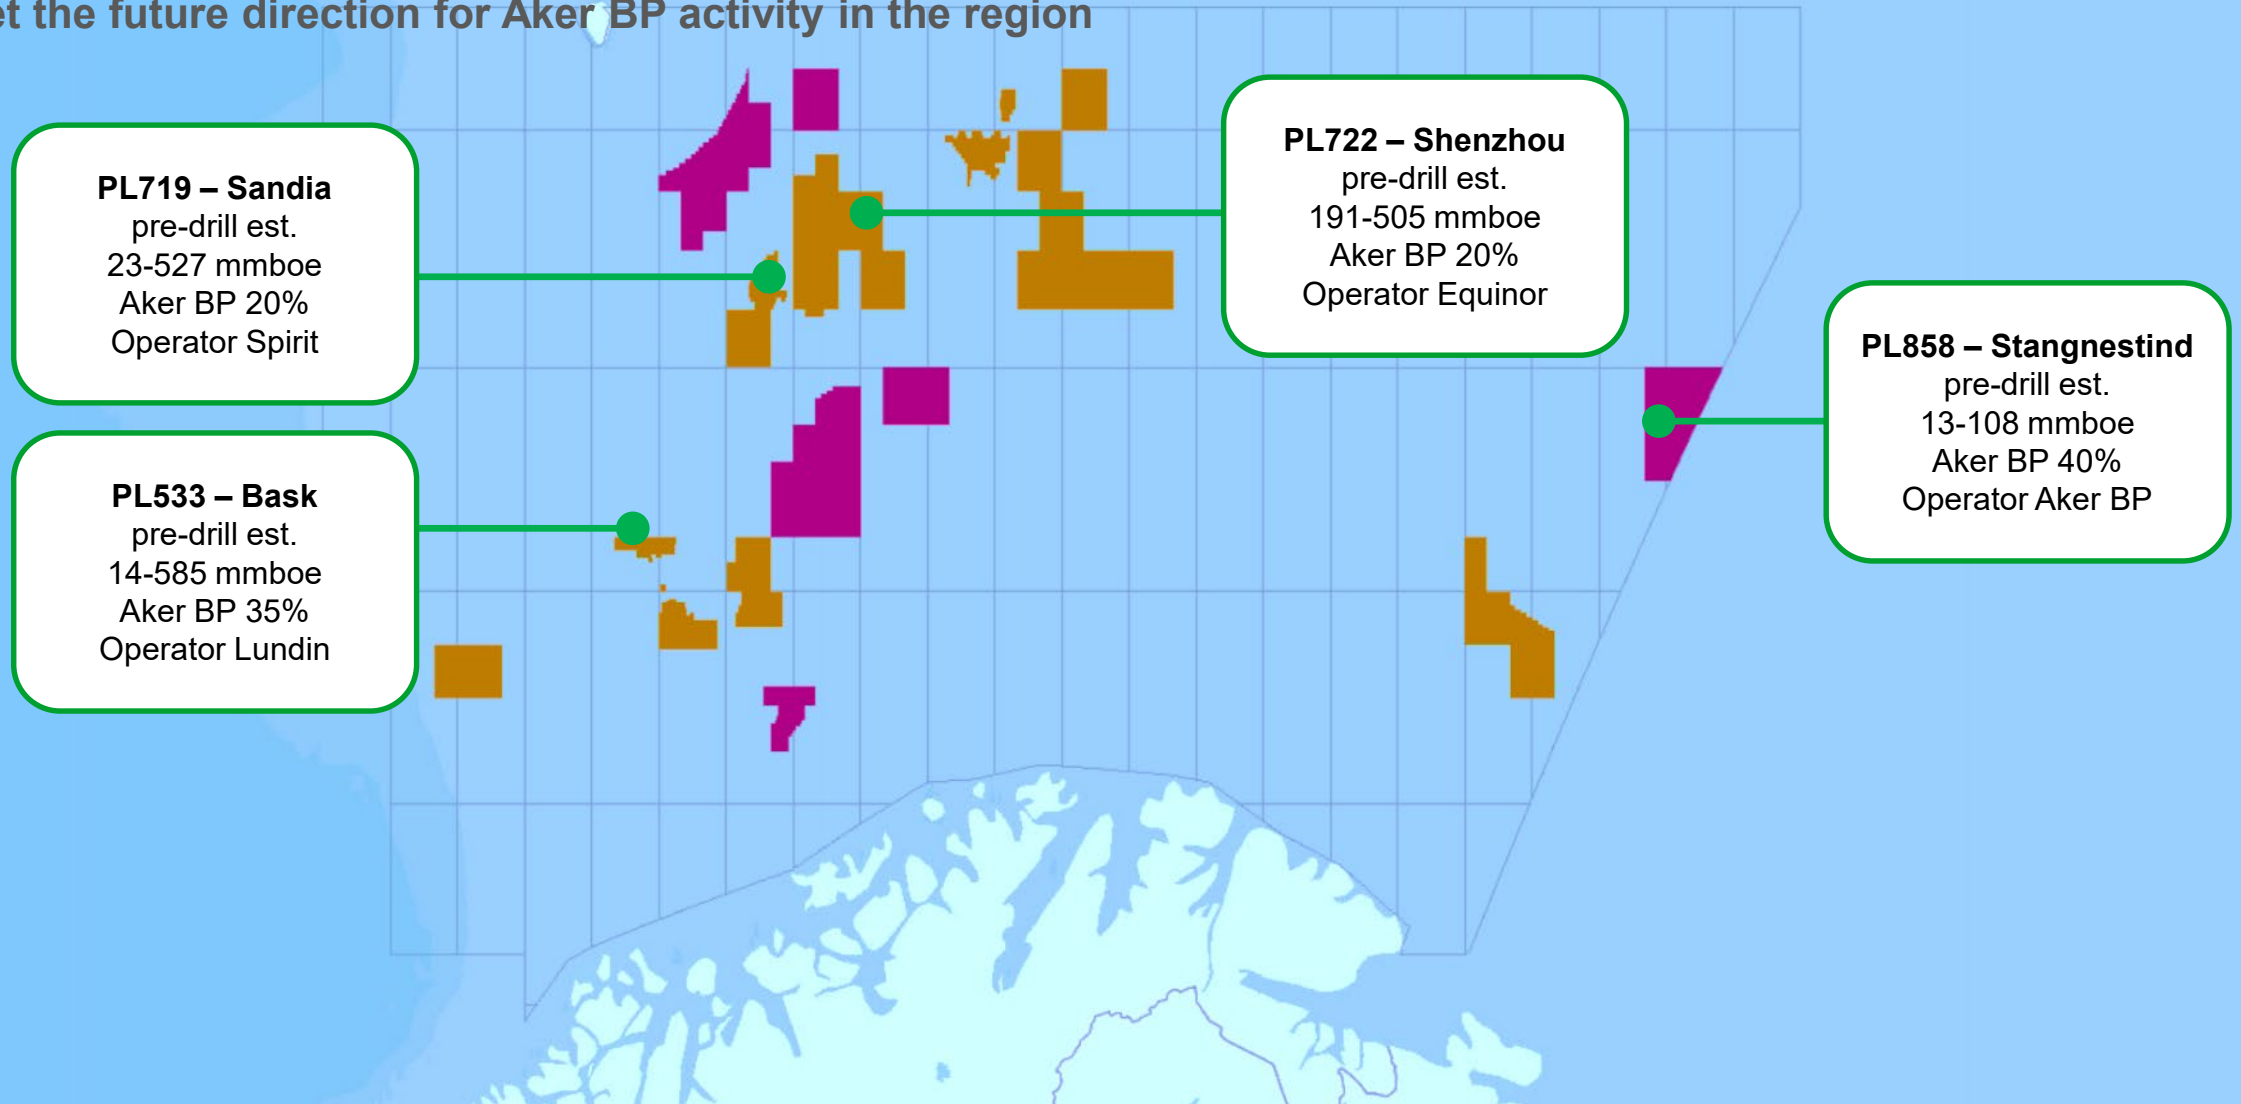 the future direction for Aker BP activity in the region
PL719 – Sandia
pre-drill est.
23-527 mmboe
Aker BP 20%
Operator Spirit
PL722 – Shenzhou
pre-drill est.
191-505 mmboe
Aker BP 20%
Operator Equinor
PL858 – Stangnestind
pre-drill est.
13-108 mmboe
Aker BP 40%
Operator Aker BP
PL533 – Bask
pre-drill est.
14-585 mmboe
Aker BP 35%
Operator Lundin